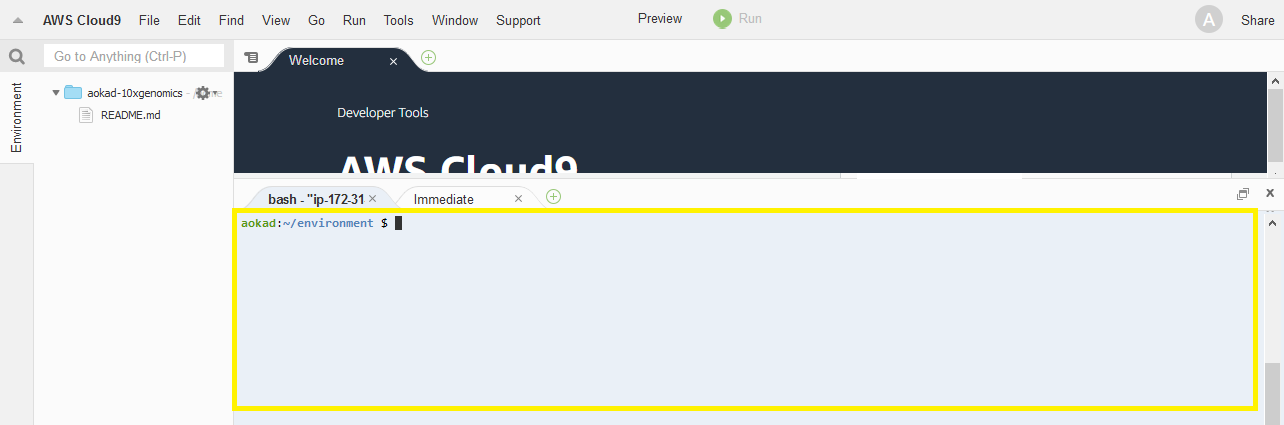 AWS Cloud9 File Edit Find View Go Run Tools Window Support Preview Run A Share
Go to Anything (Ctrl-P)
Environment
aokad-10xgenomics
README.md
Welcome
Developer Tools
AWS Cloud9
bash - "ip-172-31
Immediate
aokad:~/environment $